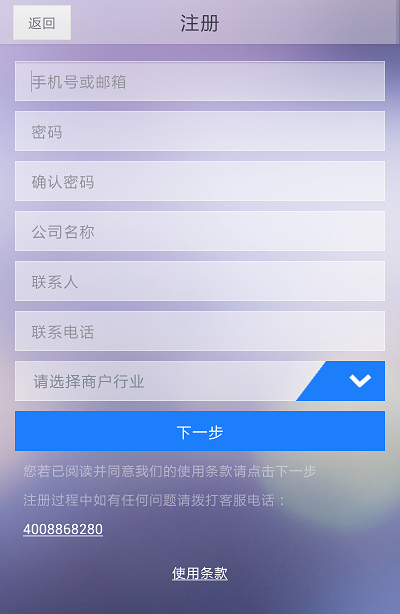 返回
注册
手机号或邮箱
密码
确认密码
公司名称
联系人
联系电话
请选择商户行业
下一步
您若已阅读并同意我们的使用条款请点击下一步
注册过程中如有任何问题请拨打客服电话：
4008868280
使用条款